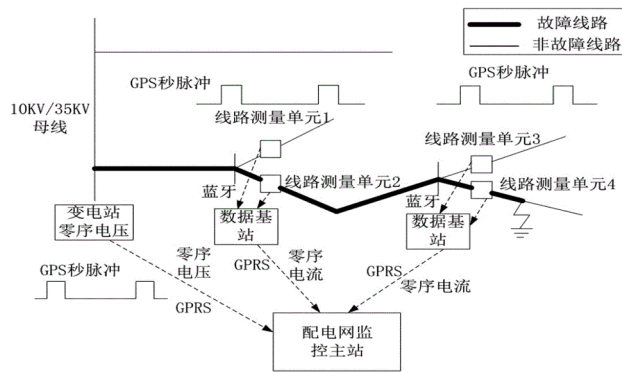 故障线路
非故障线路
GPS秒脉冲
GPS秒脉冲
10KV/35KV
母线
线路测量单元1
线路测量单元3
线路测量单元2
线路测量单元4
蓝牙
蓝牙
变电站
零序电压
数据基
站
数据基
站
零序
电压
GPRS
零序
电流
GPRS
零序电流
GPS秒脉冲
GPRS
配电网监
控主站